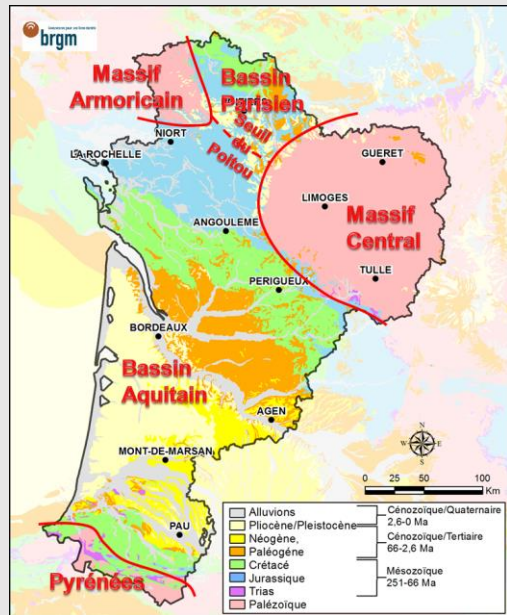 brgm
Massif
Armoricain
Bassin
Parisien
Seuil
du
Poitou
NIORT
LA ROCHELLE
GUERET
LIMOGES
ANGOULEME
Massif
Central
TULLE
PERIGUEUX
BORDEAUX
Bassin
Aquitain
AGEN
MONT-DE-MARSAN
PAU
Pyrénées
N
W E
S
0 25 50 100
Km
Alluvions
Pliocène/Pleistocène
Néogène,
Paléogène
Crétacé
Jurassique
Trias
Palézoïque
Cénozoïque/Quaternaire
2,6-0 Ma
Cénozoïque/Tertiaire
66-2,6 Ma
Mésozoïque
251-66 Ma